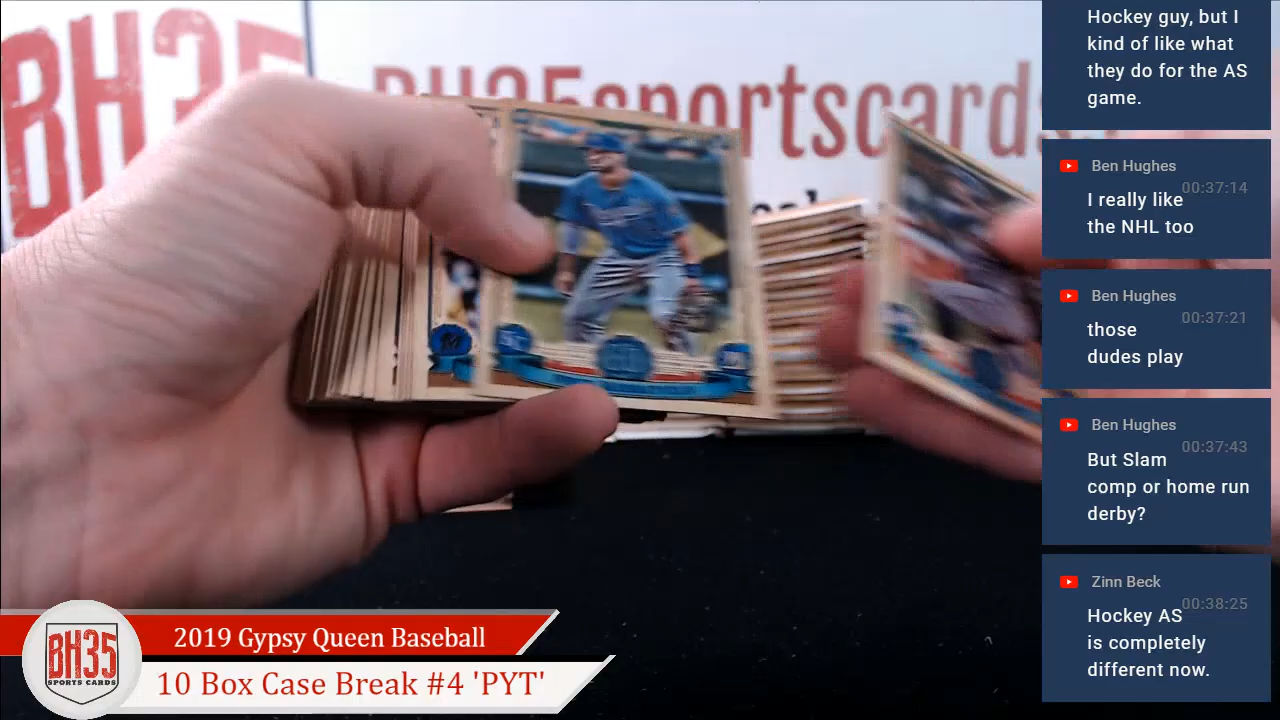 BH35
BH35sportscards
Hockey guy, but I
kind of like what
they do for the AS
game.
Ben Hughes
00:37:14
I really like
the NHL too
Ben Hughes
00:37:21
those
dudes play
Ben Hughes
00:37:43
But Slam
comp or home run
derby?
Zinn Beck
00:38:25
Hockey AS
is completely
different now.
BH35
SPORTS CARDS
2019 Gypsy Queen Baseball
10 Box Case Break #4 'PYT'